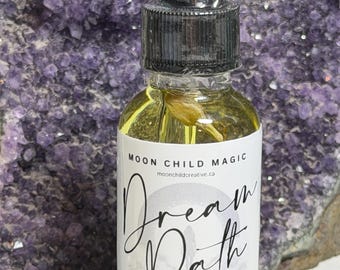 MOON CHILD MAGIC
moonchildcreative.ca
Dream
Path